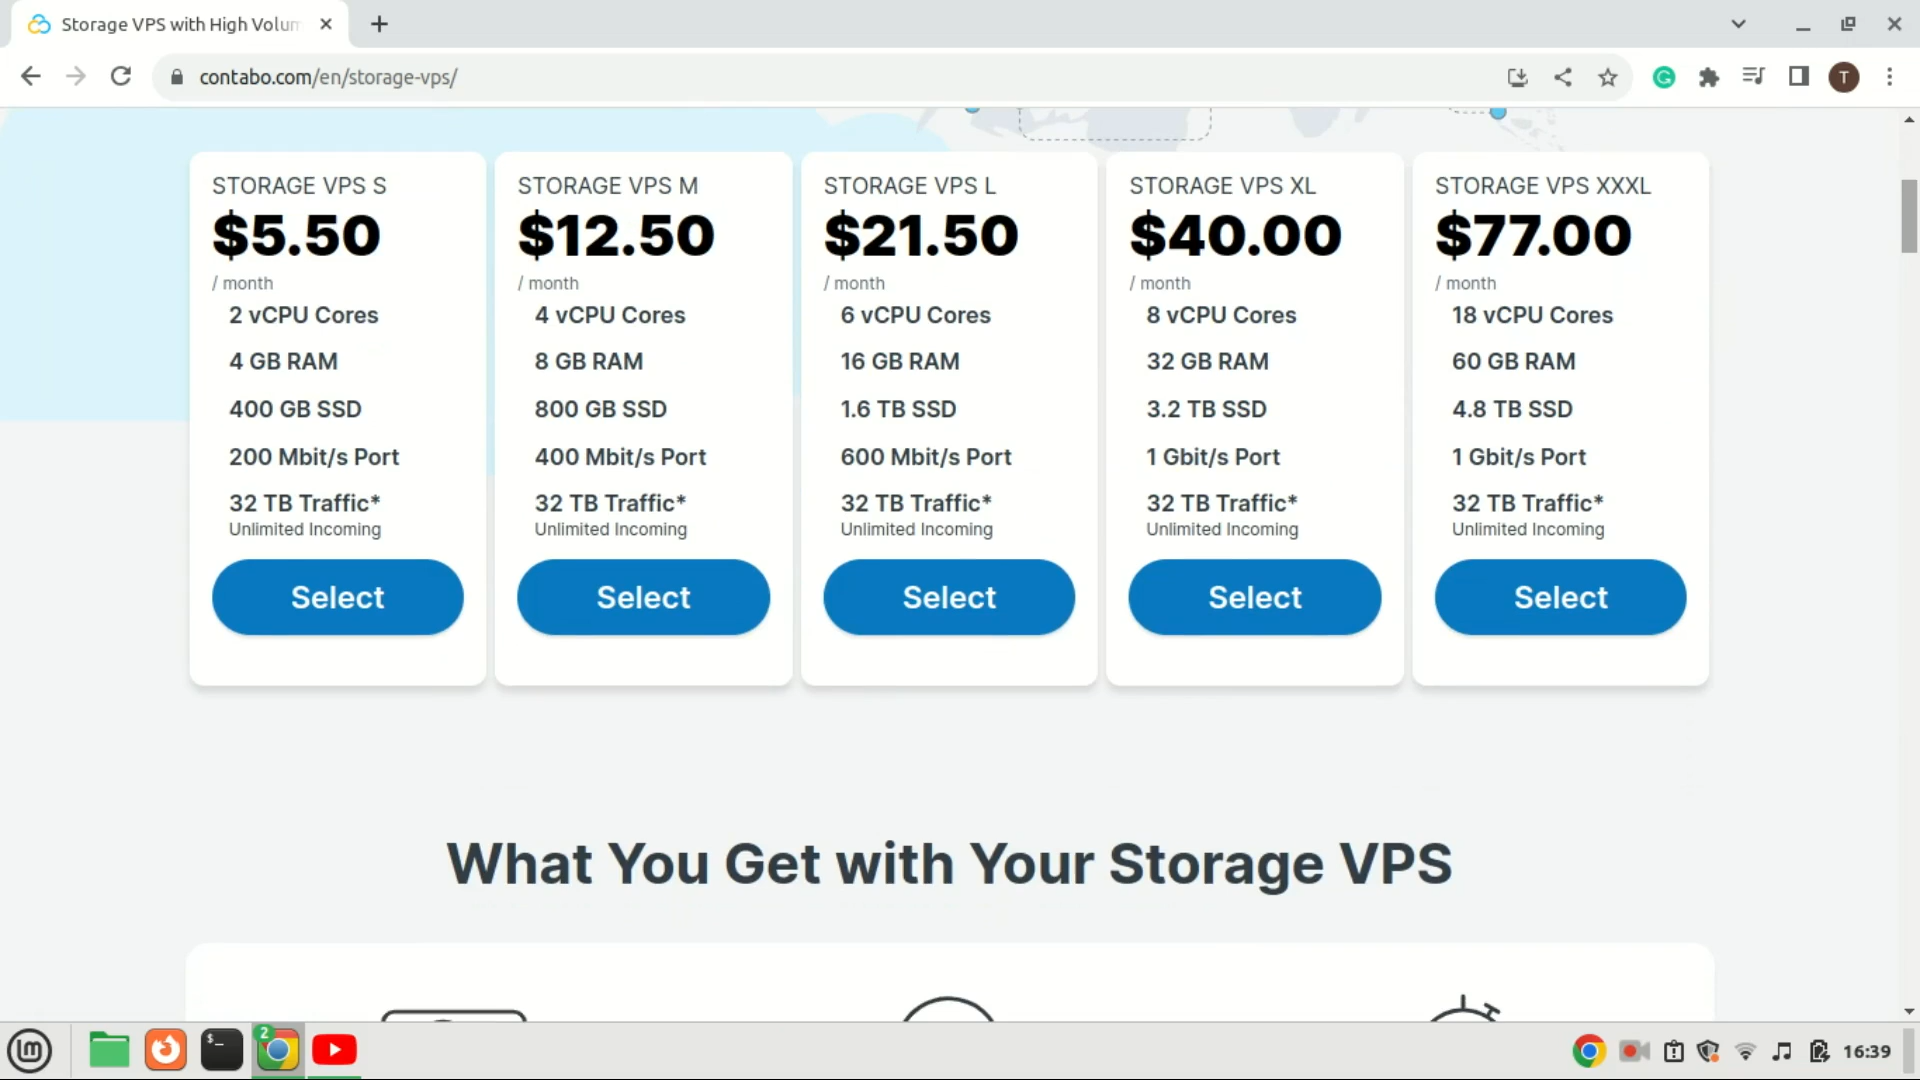 Storage VPS with High Volum
contabo.com/en/storage-vps/
T
STORAGE VPS S
$5.50
/ month
2 vCPU Cores
4 GB RAM
400 GB SSD
200 Mbit/s Port
32 TB Traffic*
Unlimited Incoming
Select
STORAGE VPS M
$12.50
/ month
4 vCPU Cores
8 GB RAM
800 GB SSD
400 Mbit/s Port
32 TB Traffic*
Unlimited Incoming
Select
STORAGE VPS L
$21.50
/ month
6 vCPU Cores
16 GB RAM
1.6 TB SSD
600 Mbit/s Port
32 TB Traffic*
Unlimited Incoming
Select
STORAGE VPS XL
$40.00
/ month
8 vCPU Cores
32 GB RAM
3.2 TB SSD
1 Gbit/s Port
32 TB Traffic*
Unlimited Incoming
Select
STORAGE VPS XXXL
$77.00
/ month
18 vCPU Cores
60 GB RAM
4.8 TB SSD
1 Gbit/s Port
32 TB Traffic*
Unlimited Incoming
Select
What You Get with Your Storage VPS
$_
2
16:39